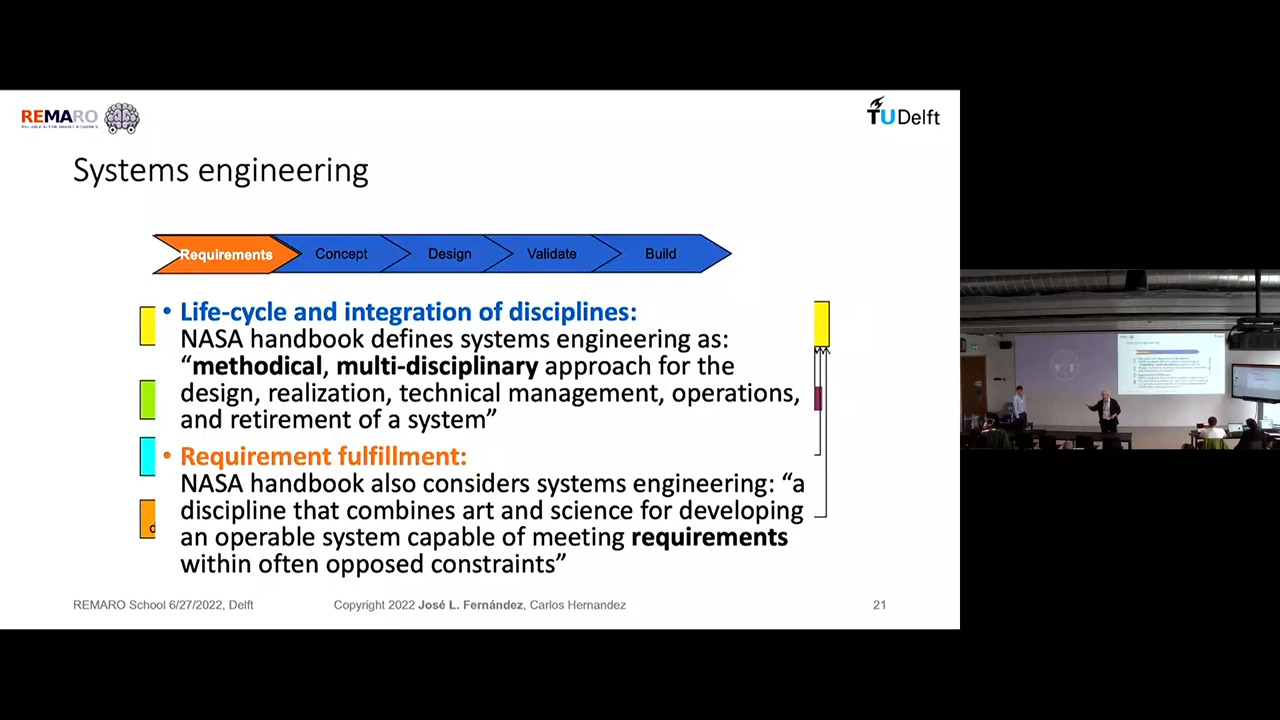 REMARO
TUDelft
Systems engineering
Requirements
Concept
Design
Validate
Build
• Life-cycle and integration of disciplines:
NASA handbook defines systems engineering as:
“methodical, multi-disciplinary approach for the
design, realization, technical management, operations,
and retirement of a system”
• Requirement fulfillment:
NASA handbook also considers systems engineering: “a
discipline that combines art and science for developing
an operable system capable of meeting requirements
within often opposed constraints”
REMARO School 6/27/2022, Delft
Copyright 2022 José L. Fernández, Carlos Hernandez
21
Systems engineering